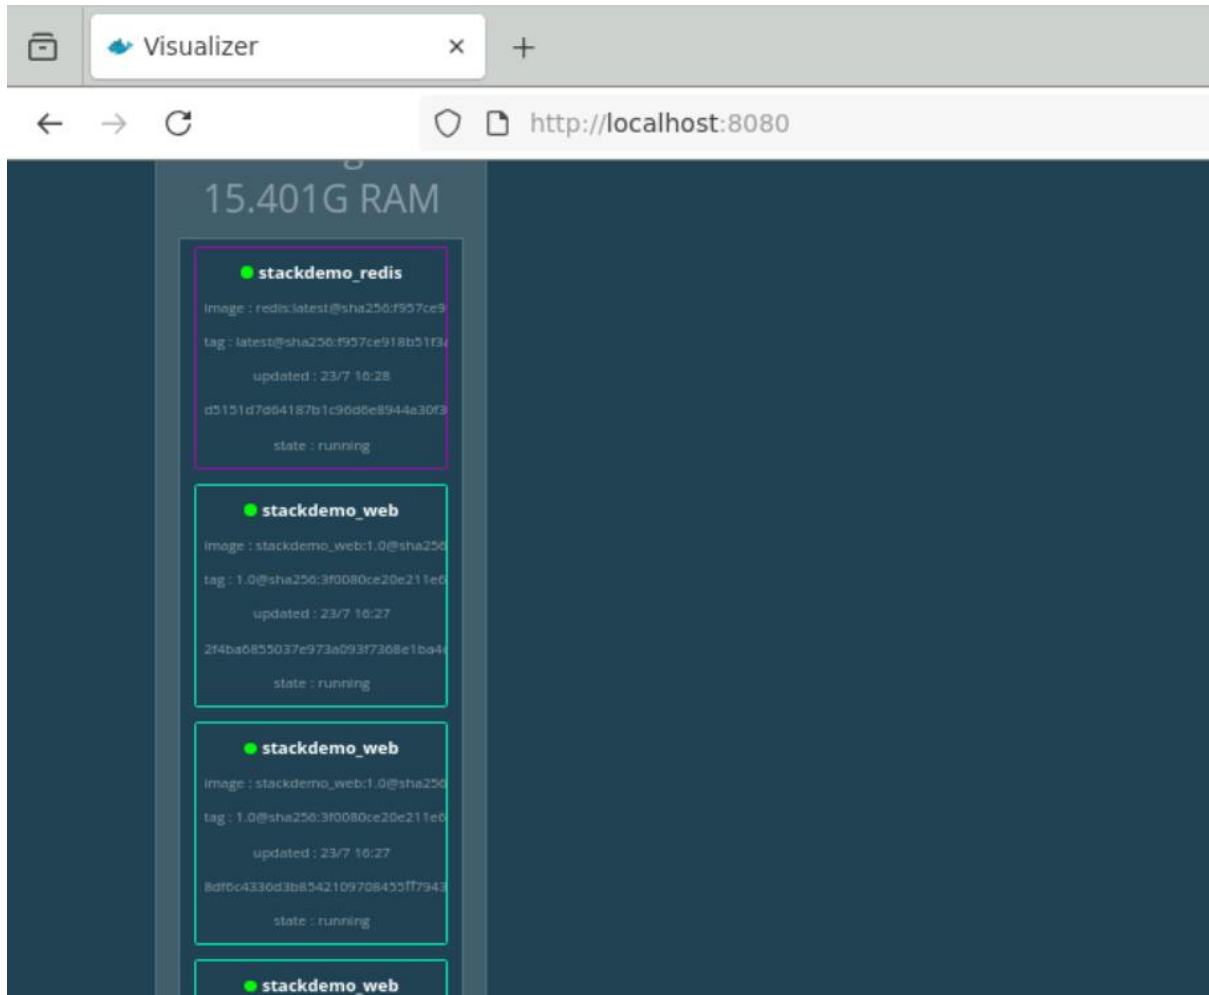 Visualizer
http://localhost:8080
15.401G RAM
stackdemo_redis
image : redis:latest@sha256:f957ce9
tag : latest@sha256:f957ce918b51f3
updated : 23/7 16:28
d5151d7d64187b1c96d6e8944a30f3
state : running
stackdemo_web
image : stackdemo_web:1.0@sha256
tag : 1.0@sha256:3f0080ce20e211e6
updated : 23/7 16:27
2f4ba6855037e973a093f7368e1ba4
state : running
stackdemo_web
image : stackdemo_web:1.0@sha256
tag : 1.0@sha256:3f0080ce20e211e6
updated : 23/7 16:27
8df6c4336d3b8542109708455ff7943
state : running
stackdemo_web